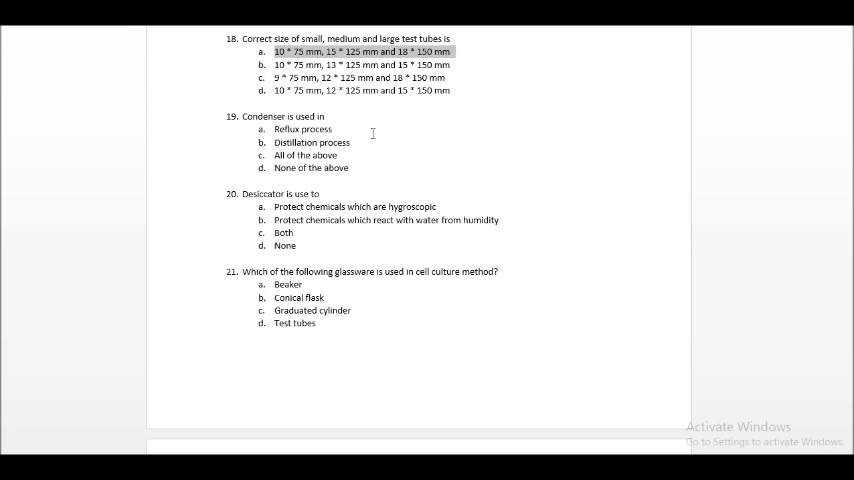 18. Correct size of small, medium and large test tubes is
a. 10 * 75 mm, 15 * 125 mm and 18 * 150 mm
b. 10 * 75 mm, 13 * 125 mm and 15 * 150 mm
c. 9 * 75 mm, 12 * 125 mm and 18 * 150 mm
d. 10 * 75 mm, 12 * 125 mm and 15 * 150 mm
19. Condenser is used in
a. Reflux process
b. Distillation process
c. All of the above
d. None of the above
20. Desiccator is use to
a. Protect chemicals which are hygroscopic
b. Protect chemicals which react with water from humidity
c. Both
d. None
21. Which of the following glassware is used in cell culture method?
a. Beaker
b. Conical flask
c. Graduated cylinder
d. Test tubes
Activate Windows
Go to Settings to activate Windows.